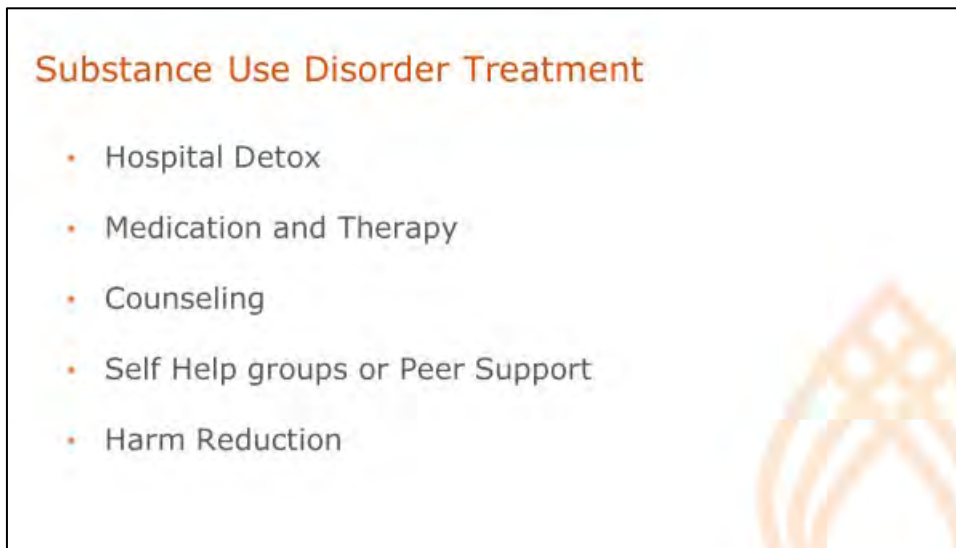 Substance Use Disorder Treatment
• Hospital Detox
• Medication and Therapy
• Counseling
• Self Help groups or Peer Support
• Harm Reduction